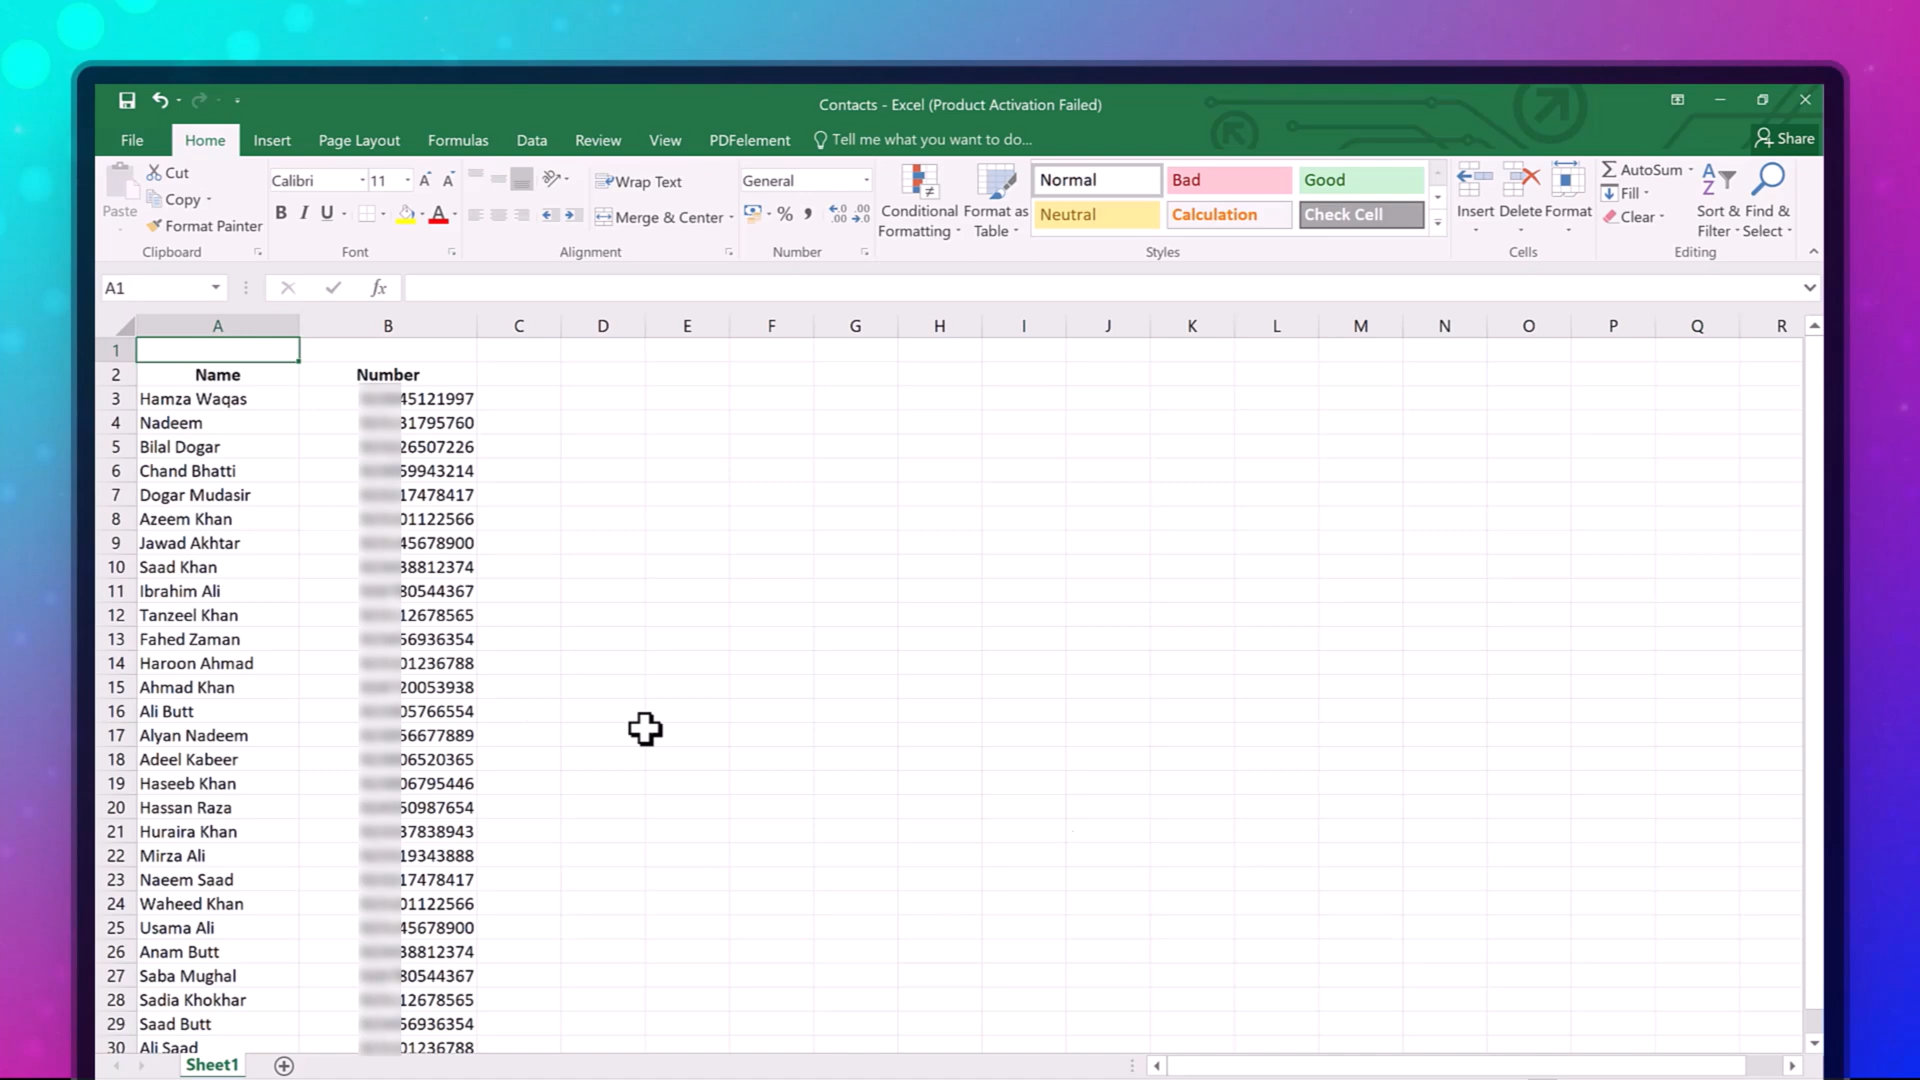 Contacts - Excel (Product Activation Failed)
File Home Insert Page Layout Formulas Data Review View PDFelement Tell me what you want to do... Share
Paste
Cut
Copy
Format Painter
Clipboard
Calibri 11
B I U
Font
Wrap Text
Merge & Center
Alignment
General
%
Number
Conditional Formatting
Format as Table
Normal Bad Good
Neutral Calculation Check Cell
Styles
Insert Delete Format
Cells
AutoSum
Fill
Clear
Sort & Filter
Find & Select
Editing
A1 fx
A B C D E F G H I J K L M N O P Q R
1
2 Name Number
3 Hamza Waqas 45121997
4 Nadeem 31795760
5 Bilal Dogar 26507226
6 Chand Bhatti 59943214
7 Dogar Mudasir 17478417
8 Azeem Khan 01122566
9 Jawad Akhtar 45678900
10 Saad Khan 38812374
11 Ibrahim Ali 80544367
12 Tanzeel Khan 12678565
13 Fahed Zaman 56936354
14 Haroon Ahmad 01236788
15 Ahmad Khan 20053938
16 Ali Butt 05766554
17 Alyan Nadeem 56677889
18 Adeel Kabeer 06520365
19 Haseeb Khan 06795446
20 Hassan Raza 50987654
21 Huraira Khan 37838943
22 Mirza Ali 19343888
23 Naeem Saad 17478417
24 Waheed Khan 01122566
25 Usama Ali 45678900
26 Anam Butt 38812374
27 Saba Mughal 80544367
28 Sadia Khokhar 12678565
29 Saad Butt 56936354
30 Ali Saad 01236788
Sheet1